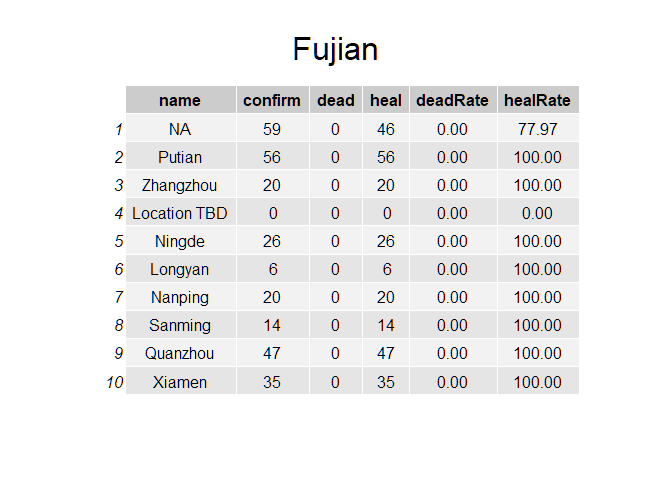 Fujian
name confirm dead heal deadRate healRate
1 NA 59 0 46 0.00 77.97
2 Putian 56 0 56 0.00 100.00
3 Zhangzhou 20 0 20 0.00 100.00
4 Location TBD 0 0 0 0.00 0.00
5 Ningde 26 0 26 0.00 100.00
6 Longyan 6 0 6 0.00 100.00
7 Nanping 20 0 20 0.00 100.00
8 Sanming 14 0 14 0.00 100.00
9 Quanzhou 47 0 47 0.00 100.00
10 Xiamen 35 0 35 0.00 100.00